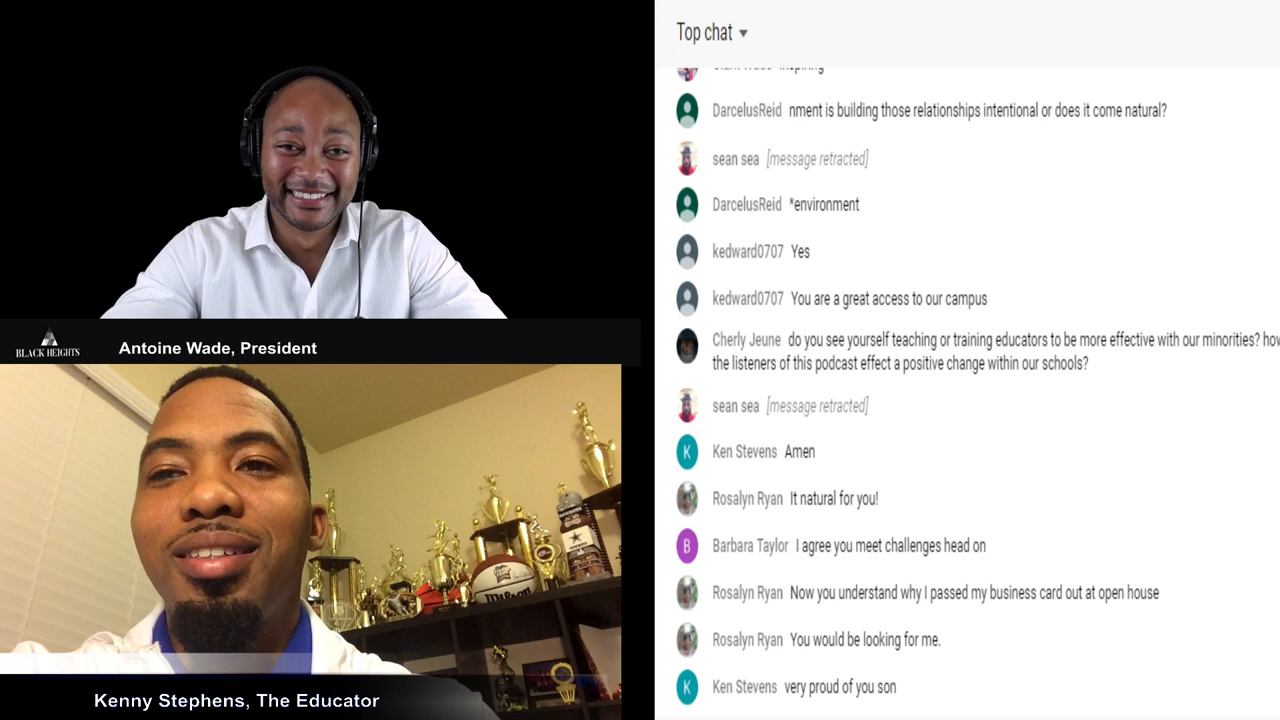 BLACK HEIGHTS
Antoine Wade, President
Wilson
Kenny Stephens, The Educator
Top chat
DarcelusReid nment is building those relationships intentional or does it come natural?
sean sea [message retracted]
DarcelusReid *environment
kedward0707 Yes
kedward0707 You are a great access to our campus
Cherly Jeune do you see yourself teaching or training educators to be more effective with our minorities?
the listeners of this podcast effect a positive change within our schools?
sean sea [message retracted]
K
Ken Stevens Amen
Rosalyn Ryan It natural for you!
B
Barbara Taylor I agree you meet challenges head on
Rosalyn Ryan Now you understand why I passed my business card out at open house
Rosalyn Ryan You would be looking for me.
K
Ken Stevens very proud of you son